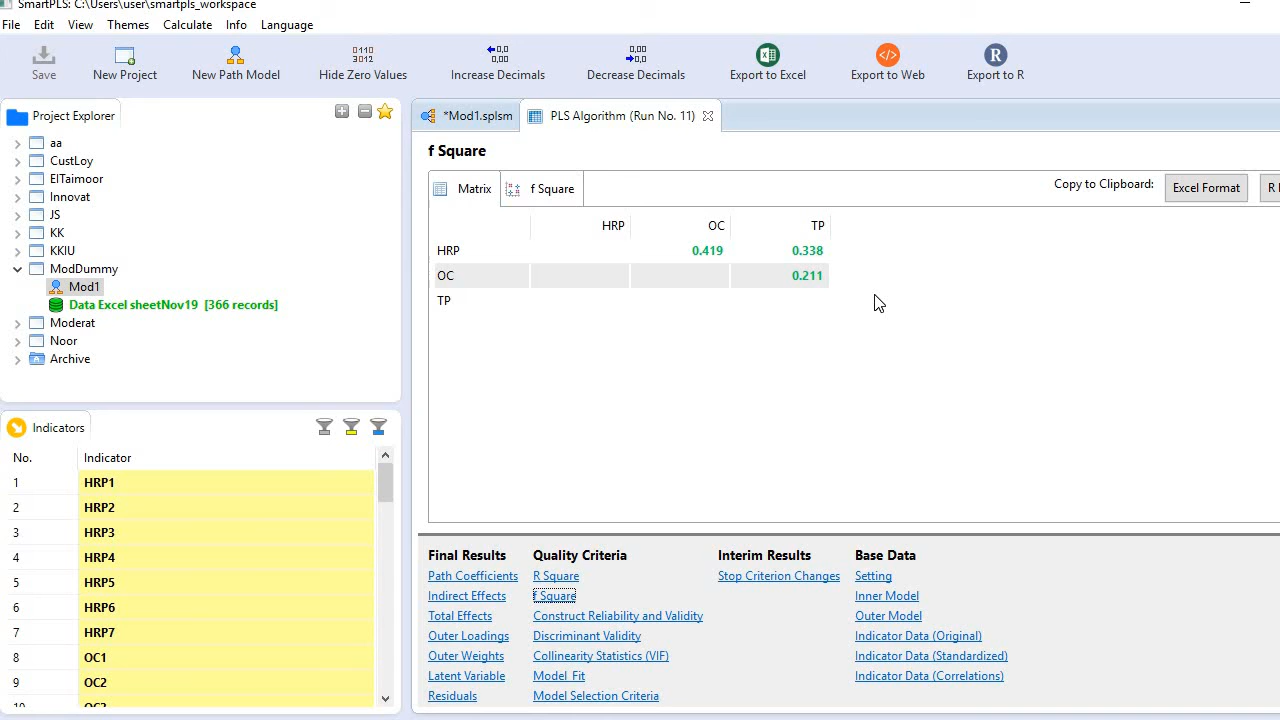 SmartPLS: C:\Users\user\smartpls_workspace
File Edit View Themes Calculate Info Language
Save New Project New Path Model Hide Zero Values Increase Decimals Decrease Decimals Export to Excel Export to Web Export to R
Project Explorer
aa
CustLoy
ElTaimoor
Innovat
JS
KK
KKIU
ModDummy
Mod1
Data Excel sheetNov19 [366 records]
Moderat
Noor
Archive
Indicators
No. Indicator
1 HRP1
2 HRP2
3 HRP3
4 HRP4
5 HRP5
6 HRP6
7 HRP7
8 OC1
9 OC2
*Mod1.splsm PLS Algorithm (Run No. 11)
f Square
Matrix f Square Copy to Clipboard: Excel Format R
HRP OC TP
HRP 0.419 0.338
OC 0.211
TP
Final Results Quality Criteria Interim Results Base Data
Path Coefficients R Square Stop Criterion Changes Setting
Indirect Effects f Square Inner Model
Total Effects Construct Reliability and Validity Outer Model
Outer Loadings Discriminant Validity Indicator Data (Original)
Outer Weights Collinearity Statistics (VIF) Indicator Data (Standardized)
Latent Variable Model_Fit Indicator Data (Correlations)
Residuals Model Selection Criteria